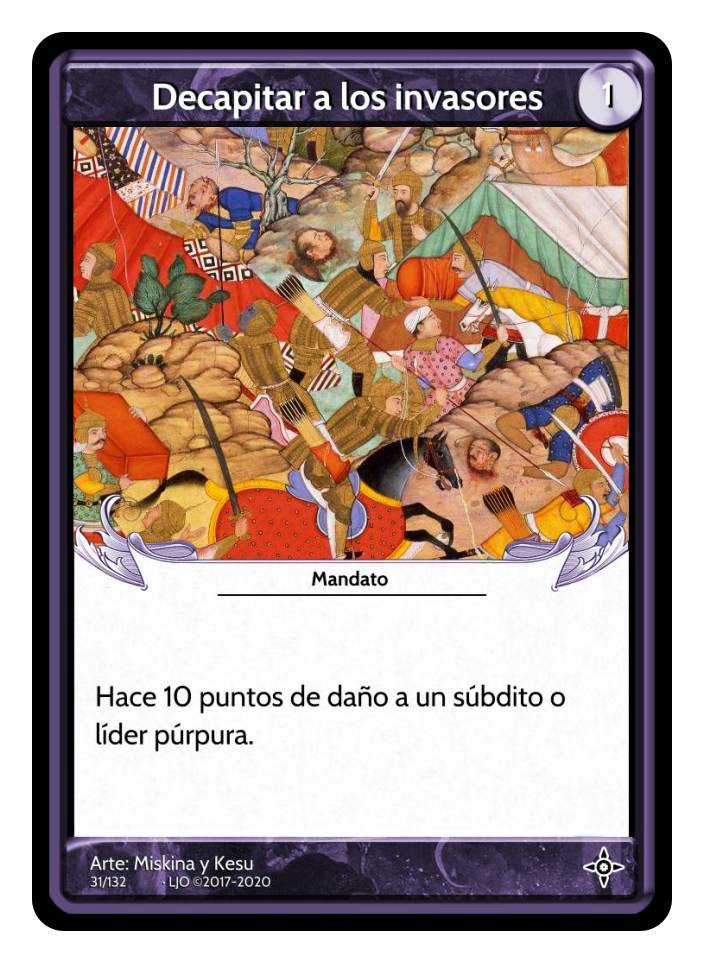 Decapitar a los invasores
1
Mandato
Hace 10 puntos de daño a un súbdito o
líder púrpura.
Arte: Miskina y Kesu
31/132 · LJO ©2017-2020